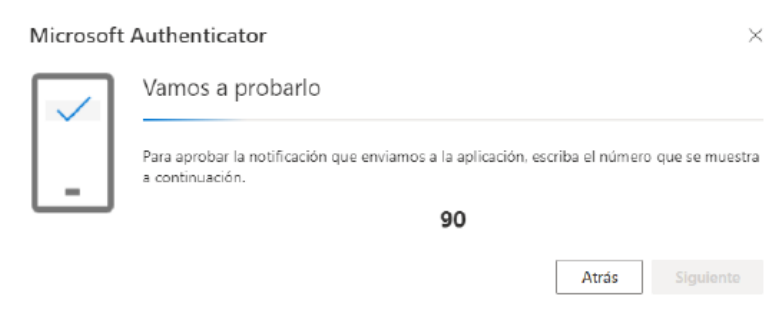 Microsoft Authenticator
Vamos a probarlo
Para aprobar la notificación que enviamos a la aplicación, escriba el número que se muestra
a continuación.
90
Atrás
Siguiente